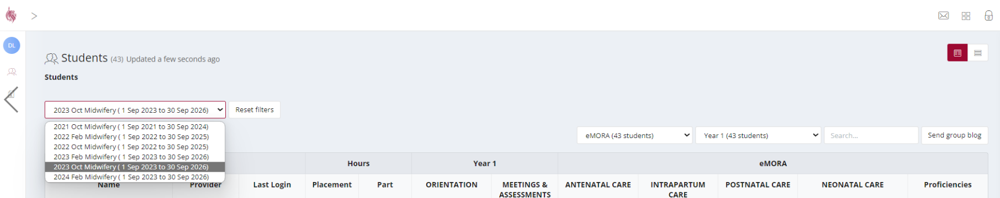 DL
Students (43) Updated a few seconds ago
Students
2023 Oct Midwifery ( 1 Sep 2023 to 30 Sep 2026)
Reset filters
2021 Oct Midwifery ( 1 Sep 2021 to 30 Sep 2024)
2022 Feb Midwifery ( 1 Sep 2022 to 30 Sep 2025)
2022 Oct Midwifery ( 1 Sep 2022 to 30 Sep 2025)
2023 Feb Midwifery ( 1 Sep 2023 to 30 Sep 2026)
2023 Oct Midwifery ( 1 Sep 2023 to 30 Sep 2026)
2024 Feb Midwifery ( 1 Sep 2023 to 30 Sep 2026)
eMORA (43 students)
Year 1 (43 students)
Search...
Send group blog
Hours
Year 1
eMORA
Name
Provider
Last Login
Placement
Part
ORIENTATION
MEETINGS &
ASSESSMENTS
ANTENATAL CARE
INTRAPARTUM
CARE
POSTNATAL CARE
NEONATAL CARE
Proficiencies